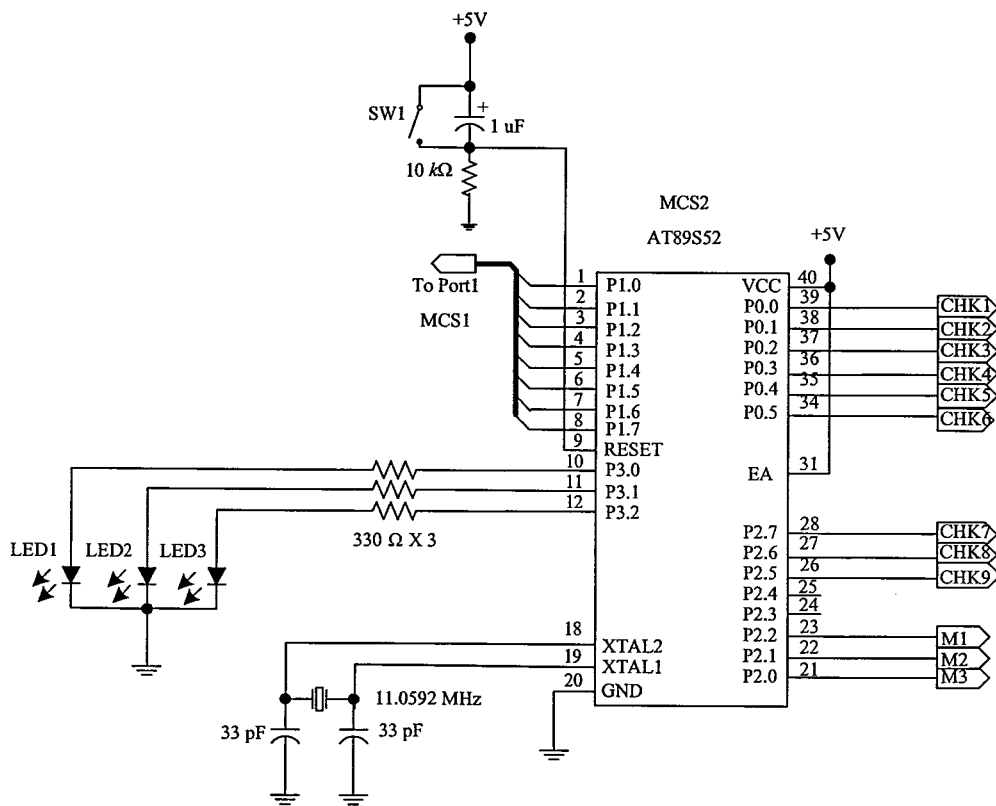 +5V
SW1
+
1 uF
10 kΩ
MCS2
AT89S52
+5V
To Port1
MCS1
1 P1.0
2 P1.1
3 P1.2
4 P1.3
5 P1.4
6 P1.5
7 P1.6
8 P1.7
9 RESET
10 P3.0
11 P3.1
12 P3.2
VCC 40
P0.0 39 CHK1
P0.1 38 CHK2
P0.2 37 CHK3
P0.3 36 CHK4
P0.4 35 CHK5
P0.5 34 CHK6
EA 31
330 Ω X 3
LED1 LED2 LED3
P2.7 28 CHK7
P2.6 27 CHK8
P2.5 26 CHK9
P2.4 25
P2.3 24
P2.2 23 M1
P2.1 22 M2
P2.0 21 M3
18 XTAL2
19 XTAL1
20 GND
11.0592 MHz
33 pF 33 pF